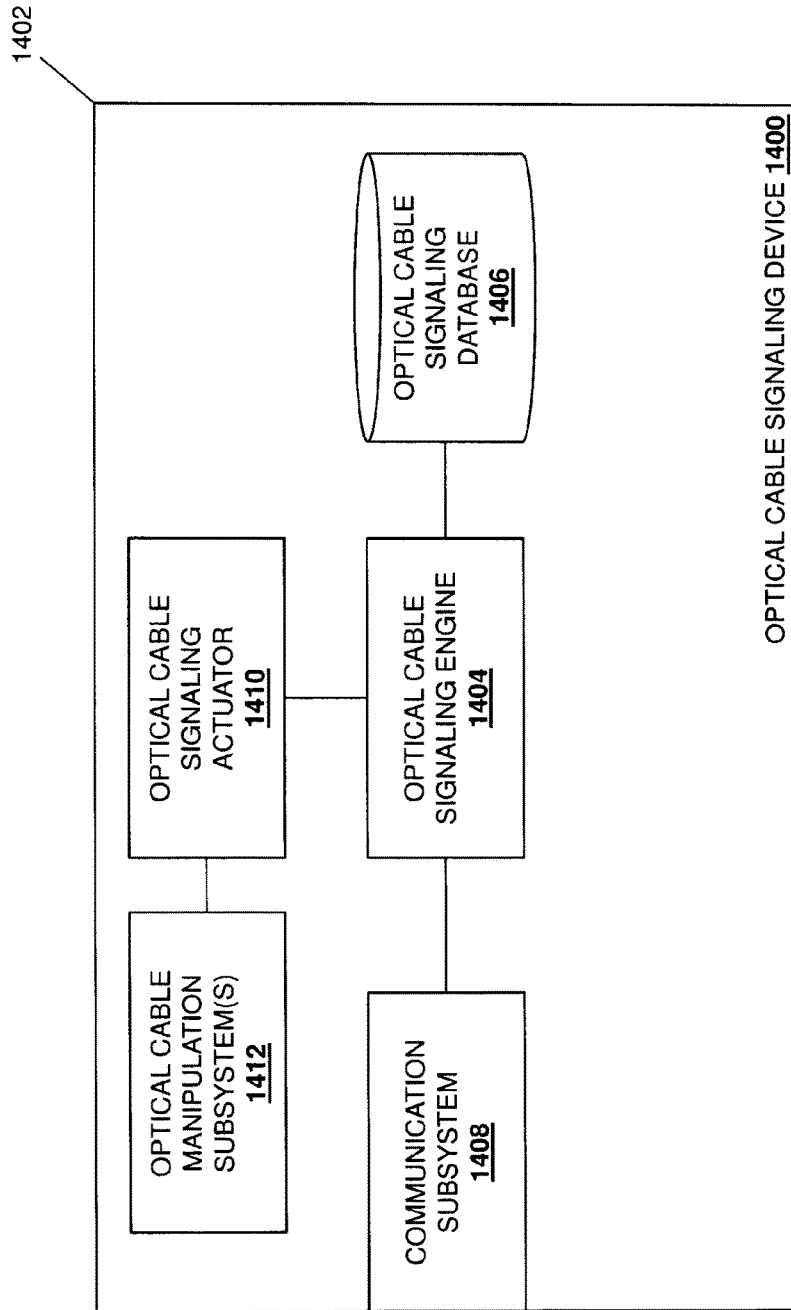 1402
OPTICAL CABLE
MANIPULATION
SUBSYSTEM(S)
1412
OPTICAL CABLE
SIGNALING
ACTUATOR
1410
COMMUNICATION
SUBSYSTEM
1408
OPTICAL CABLE
SIGNALING ENGINE
1404
OPTICAL CABLE
SIGNALING
DATABASE
1406
OPTICAL CABLE SIGNALING DEVICE 1400